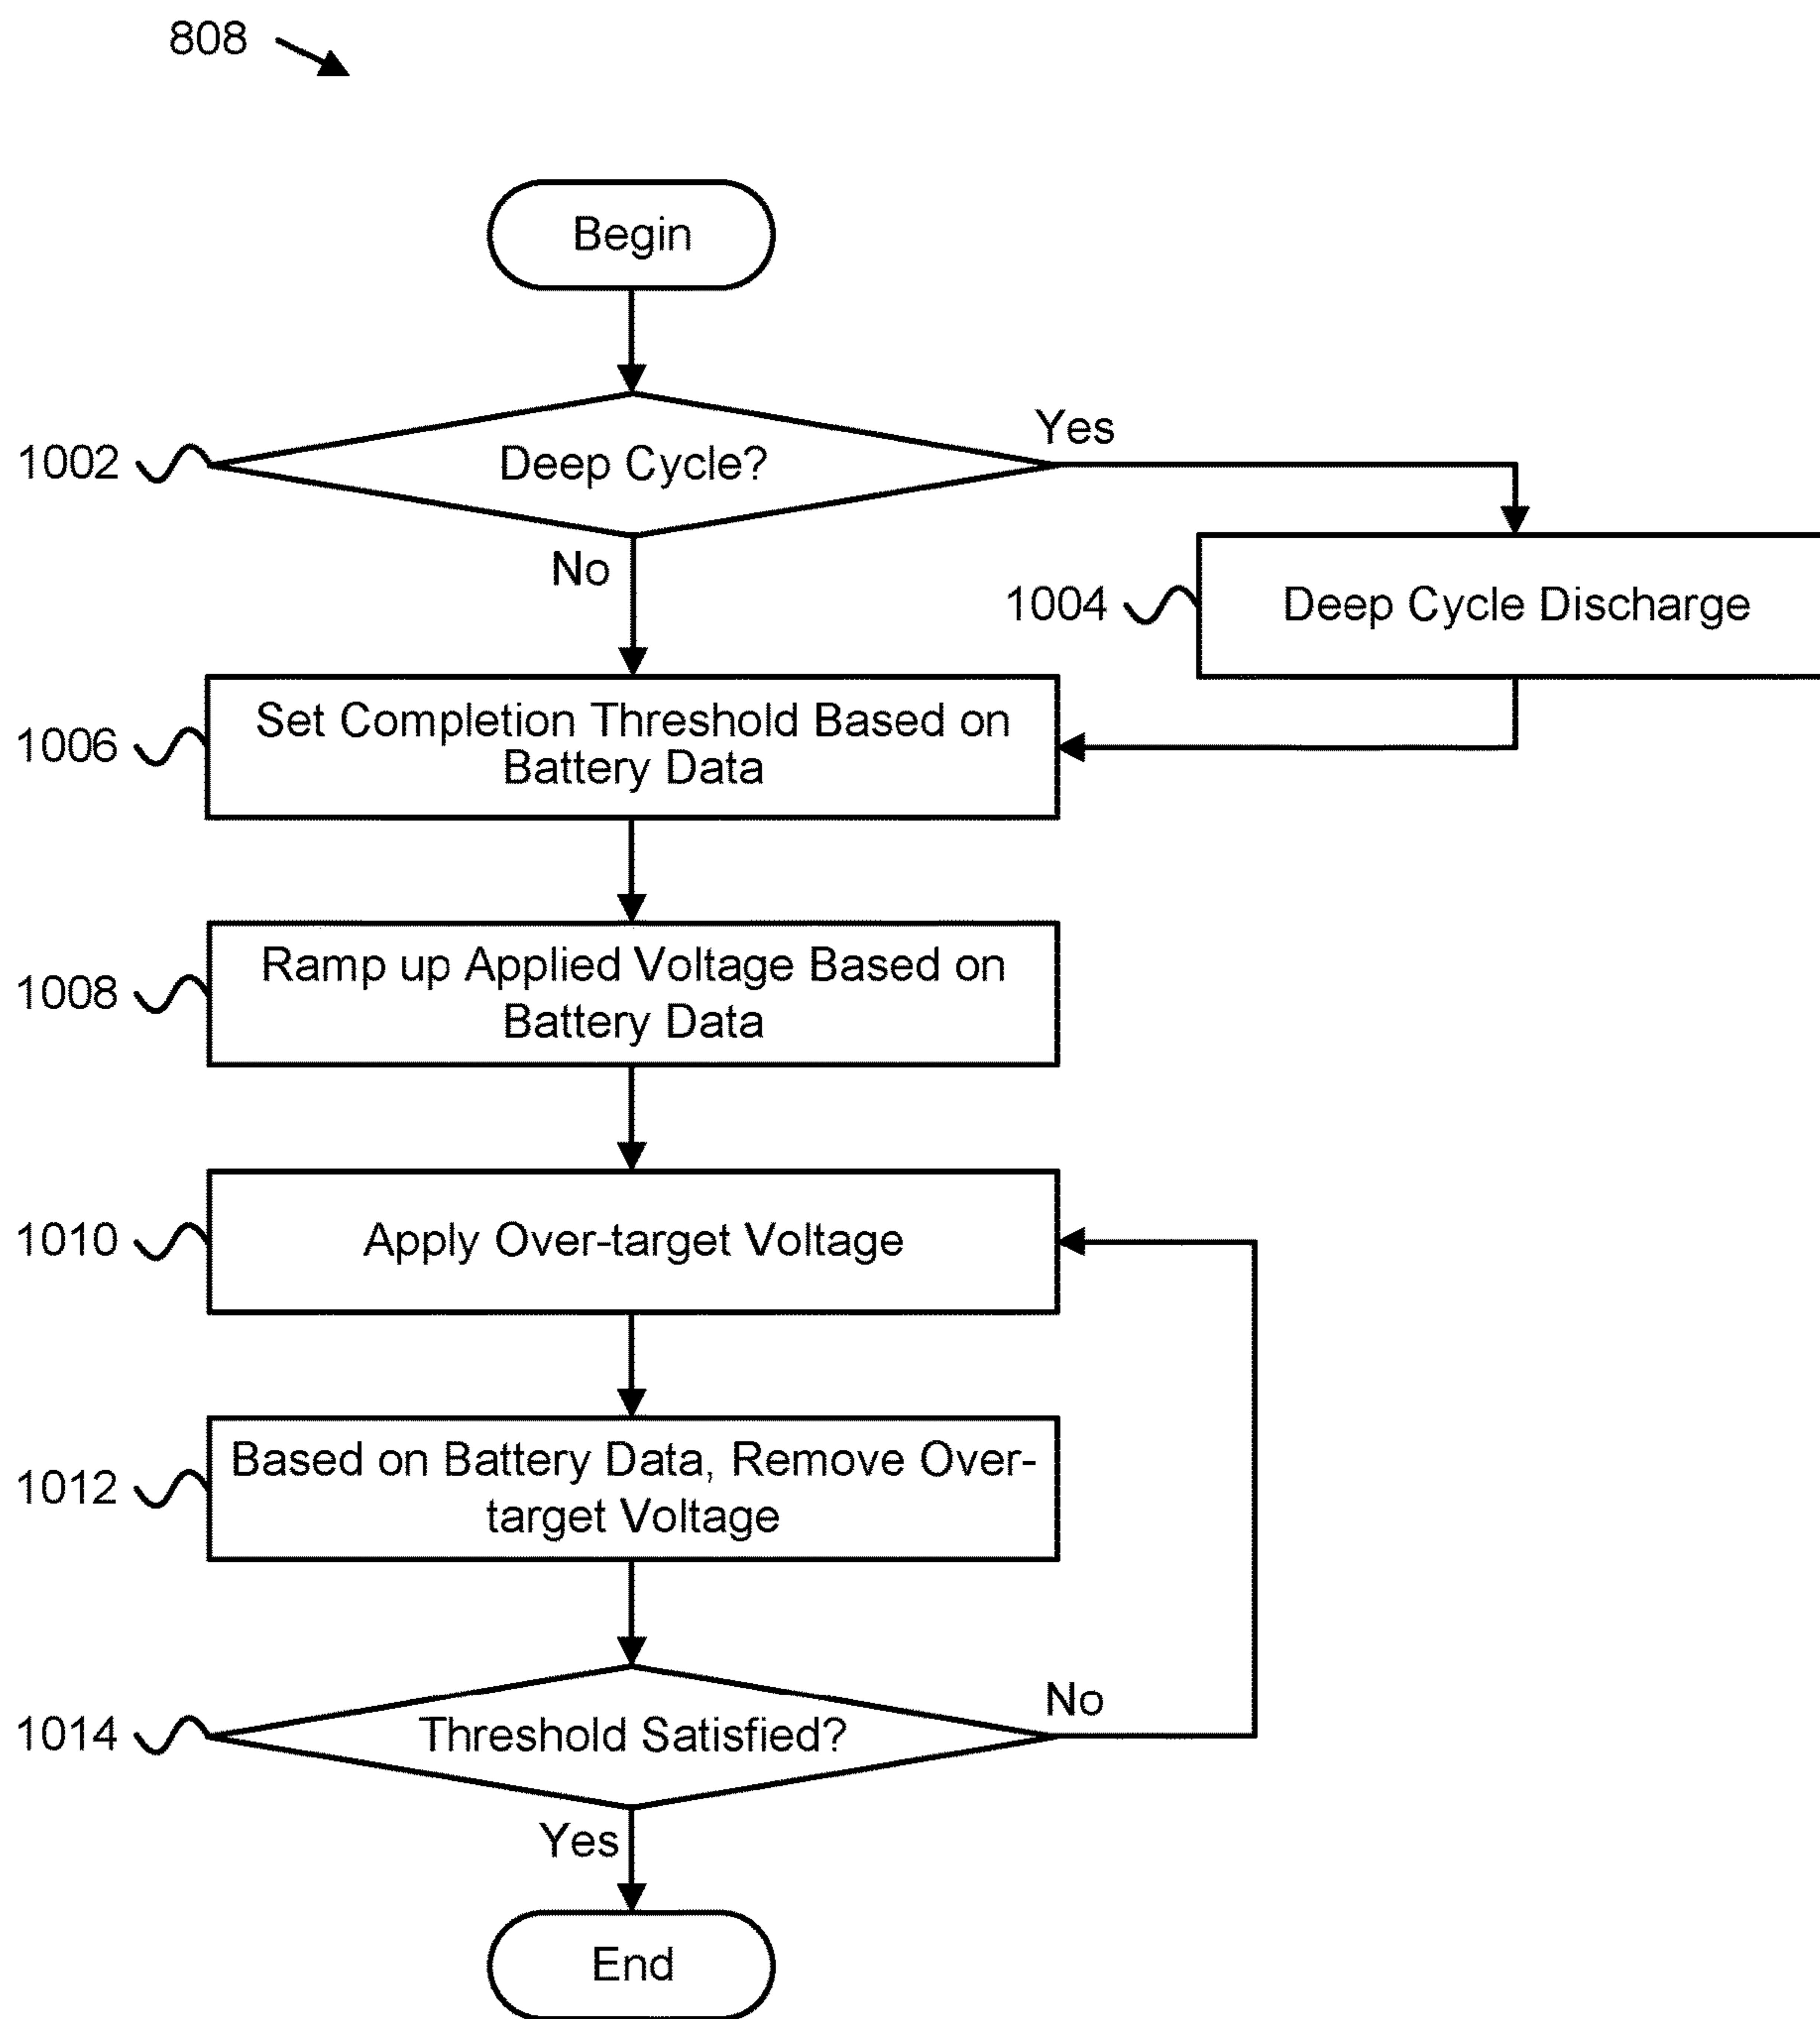 808
Begin
1002
Deep Cycle?
Yes
No
1004
Deep Cycle Discharge
1006
Set Completion Threshold Based on
Battery Data
1008
Ramp up Applied Voltage Based on
Battery Data
1010
Apply Over-target Voltage
1012
Based on Battery Data, Remove Over-
target Voltage
1014
Threshold Satisfied?
No
Yes
End